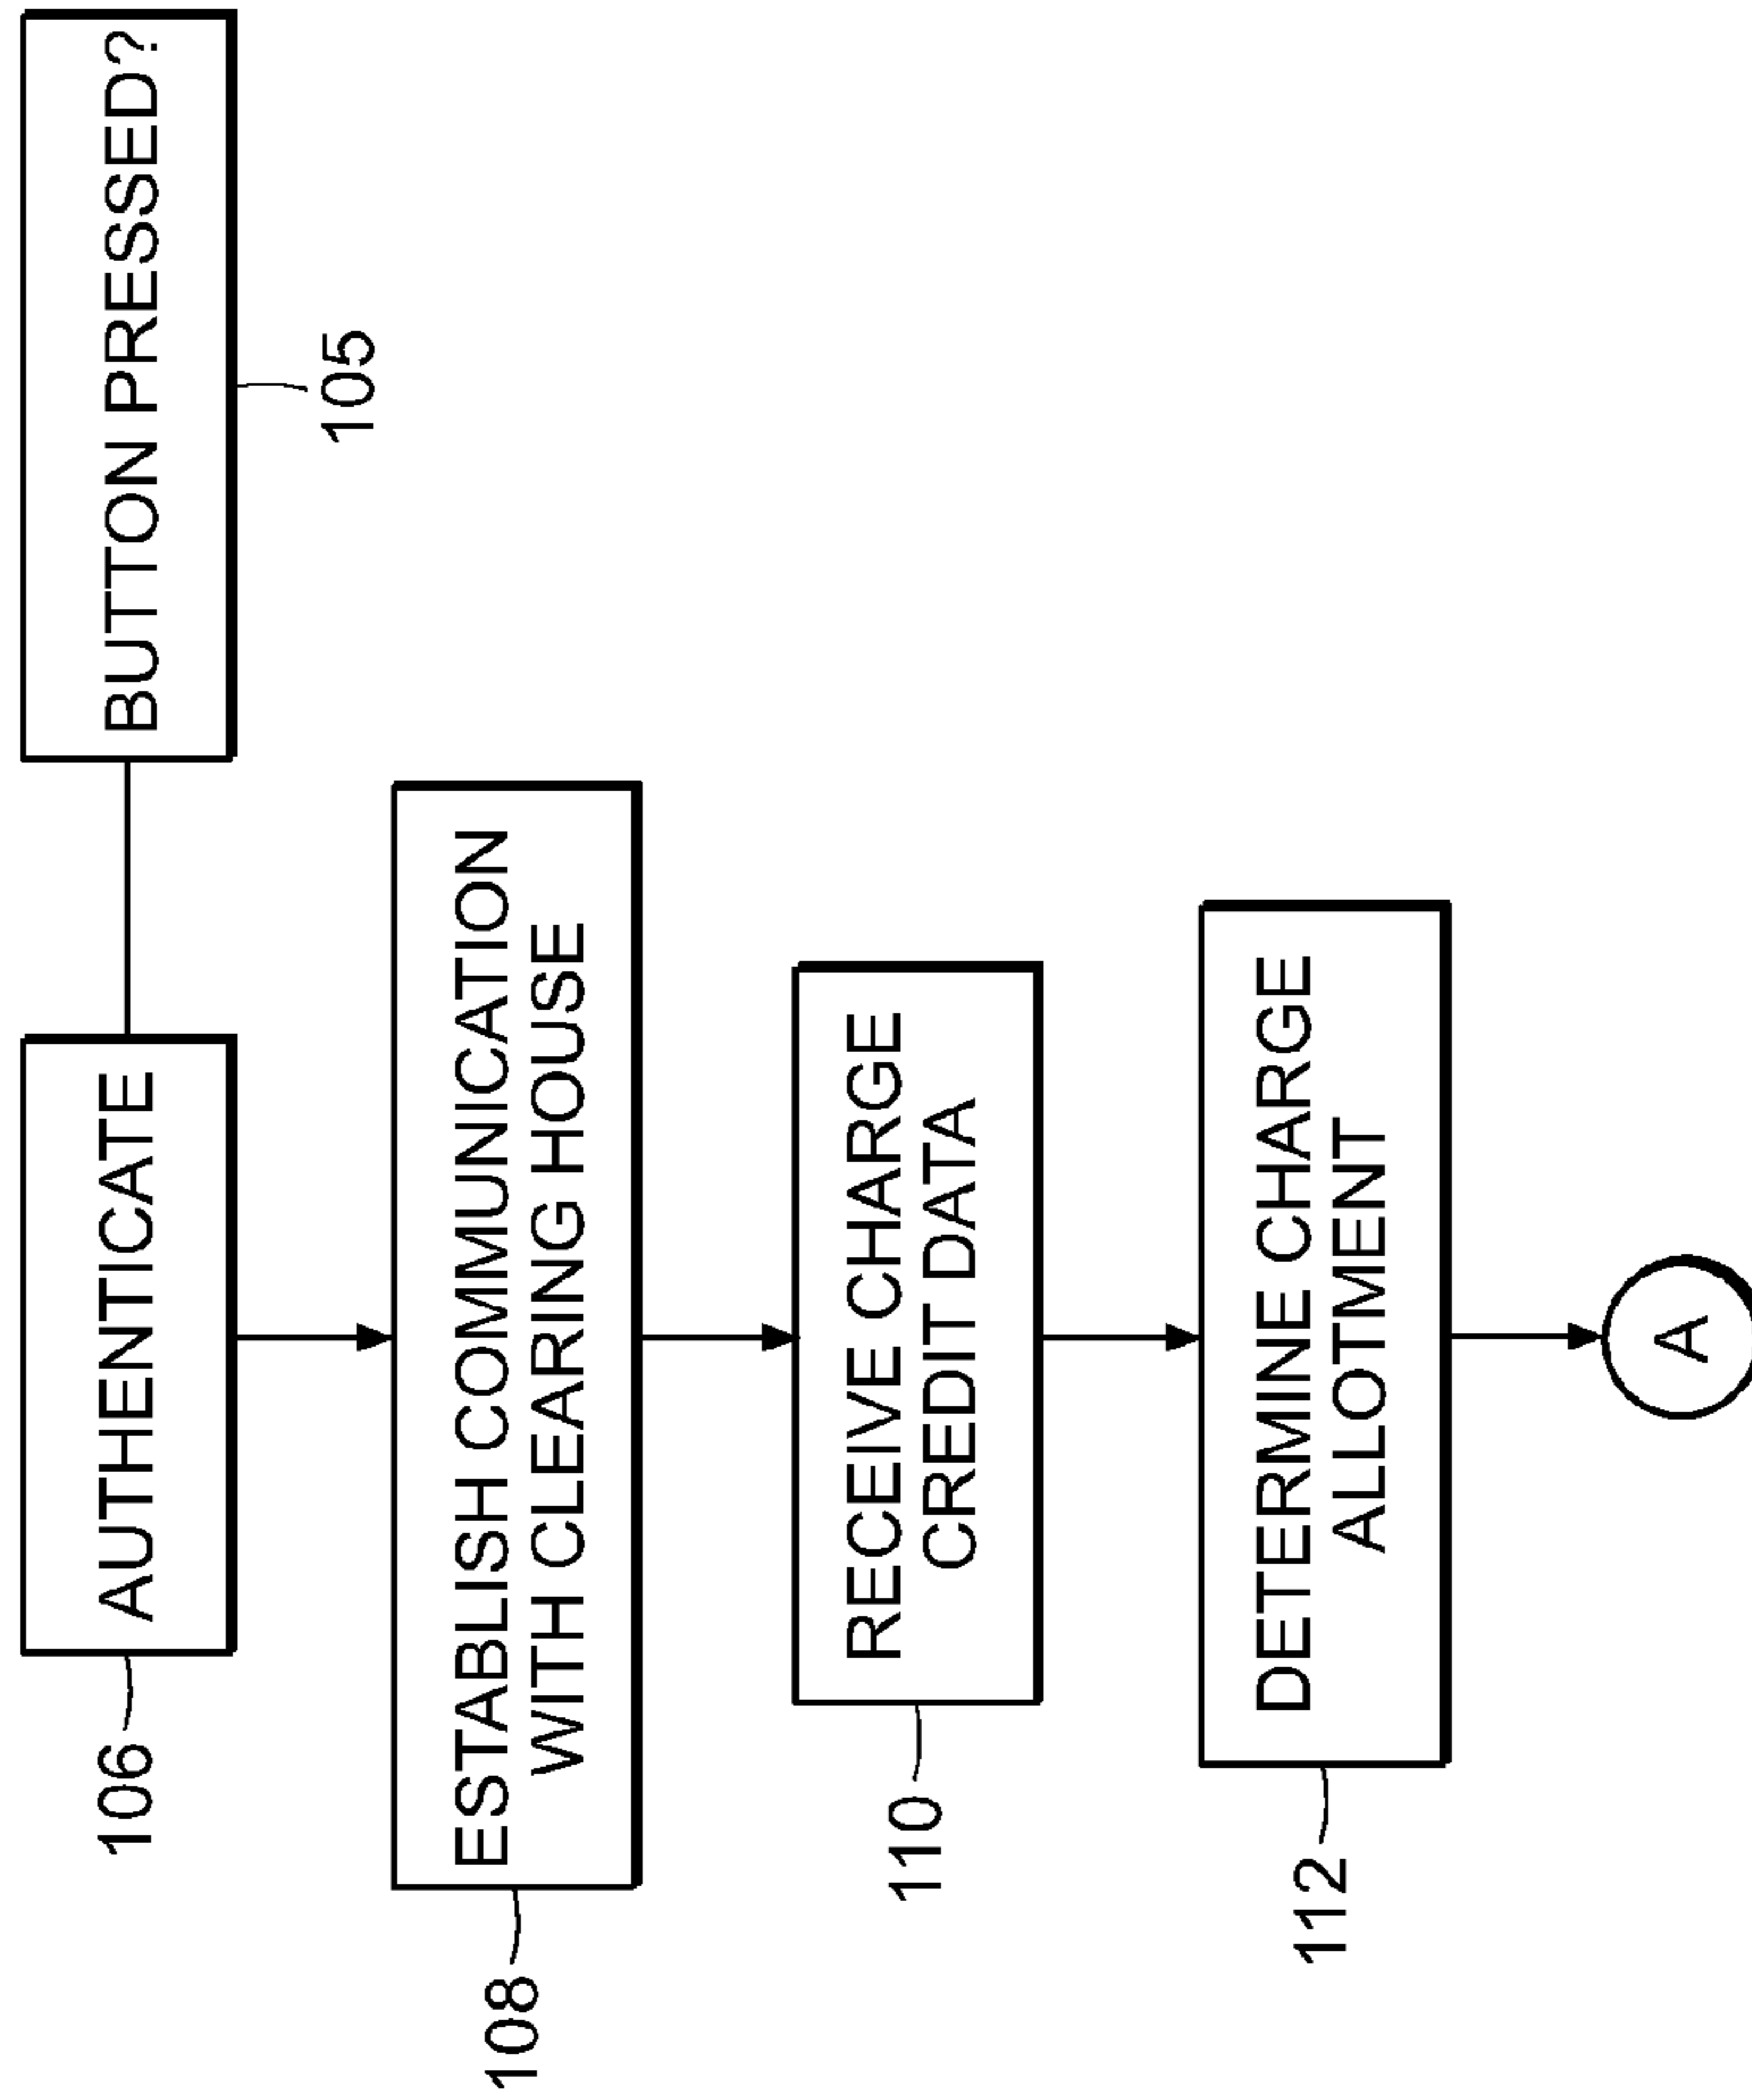 106
AUTHENTICATE
BUTTON PRESSED?
105
108
ESTABLISH COMMUNICATION
WITH CLEARING HOUSE
110
RECEIVE CHARGE
CREDIT DATA
112
DETERMINE CHARGE
ALLOTMENT
A